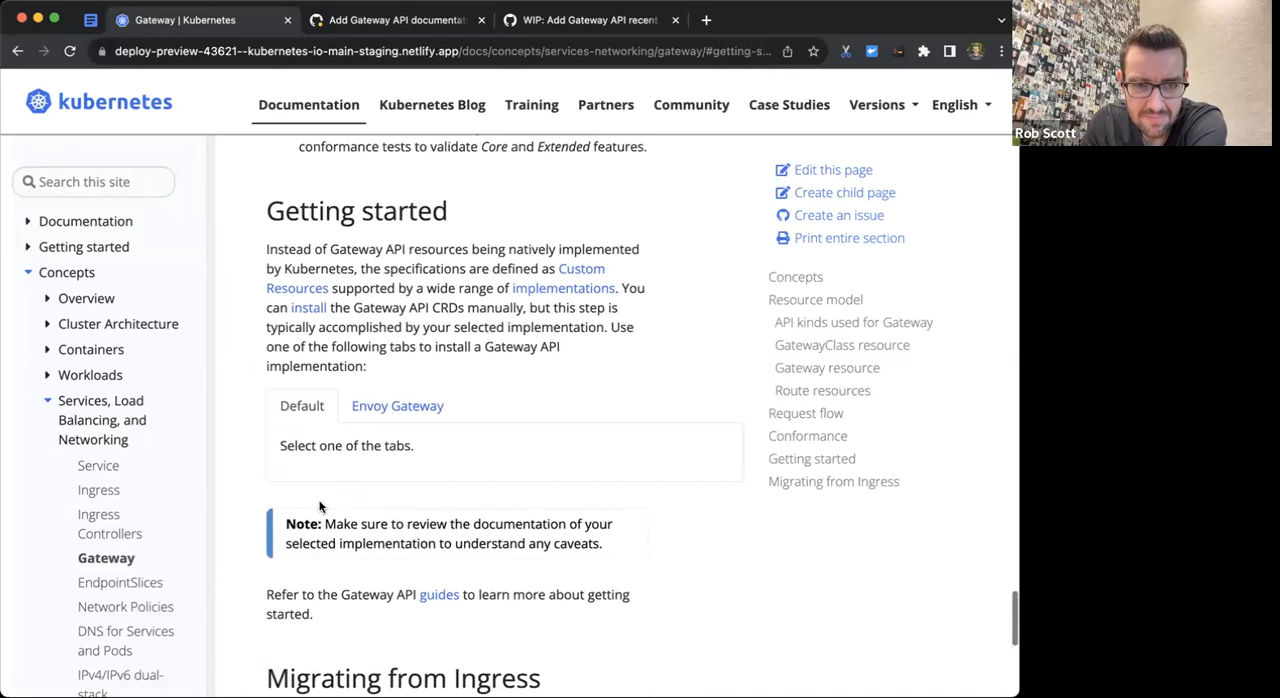 Gateway | Kubernetes
Add Gateway API documentat
WIP: Add Gateway API recent
deploy-preview-43621--kubernetes-io-main-staging.netlify.app/docs/concepts/services-networking/gateway/#getting-s...
kubernetes
Documentation
Kubernetes Blog
Training
Partners
Community
Case Studies
Versions
English
Rob Scott
Search this site
Documentation
Getting started
Concepts
Overview
Cluster Architecture
Containers
Workloads
Services, Load
Balancing, and
Networking
Service
Ingress
Ingress
Controllers
Gateway
EndpointSlices
Network Policies
DNS for Services
and Pods
IPv4/IPv6 dual-
stack
conformance tests to validate Core and Extended features.
Getting started
Instead of Gateway API resources being natively implemented
by Kubernetes, the specifications are defined as Custom
Resources supported by a wide range of implementations. You
can install the Gateway API CRDs manually, but this step is
typically accomplished by your selected implementation. Use
one of the following tabs to install a Gateway API
implementation:
Default
Envoy Gateway
Select one of the tabs.
Note: Make sure to review the documentation of your
selected implementation to understand any caveats.
Refer to the Gateway API guides to learn more about getting
started.
Migrating from Ingress
Edit this page
Create child page
Create an issue
Print entire section
Concepts
Resource model
API kinds used for Gateway
GatewayClass resource
Gateway resource
Route resources
Request flow
Conformance
Getting started
Migrating from Ingress